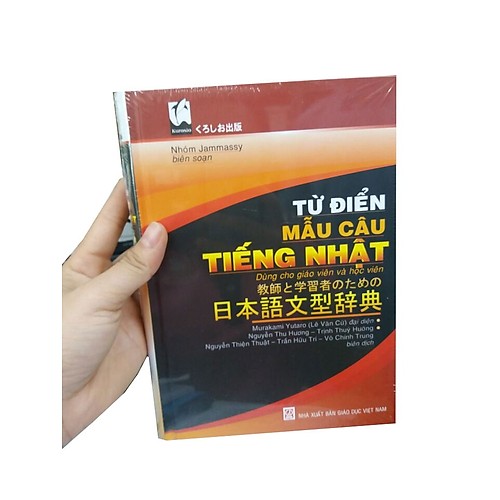 Kurosio
くろしお出版
Nhóm Jammassy
biên soạn
TỪ ĐIỂN
MẪU CÂU
TIẾNG NHẬT
Dùng cho giáo viên và học viên
教師と学習者のための
日本語文型辞典
Murakami Yutaro (Lê Văn Cử) đại diện
Nguyễn Thu Hương – Trịnh Thuý Hường
Nguyễn Thiện Thuật – Trần Hữu Trí – Võ Chính Trung
biên dịch
NHÀ XUẤT BẢN GIÁO DỤC VIỆT NAM